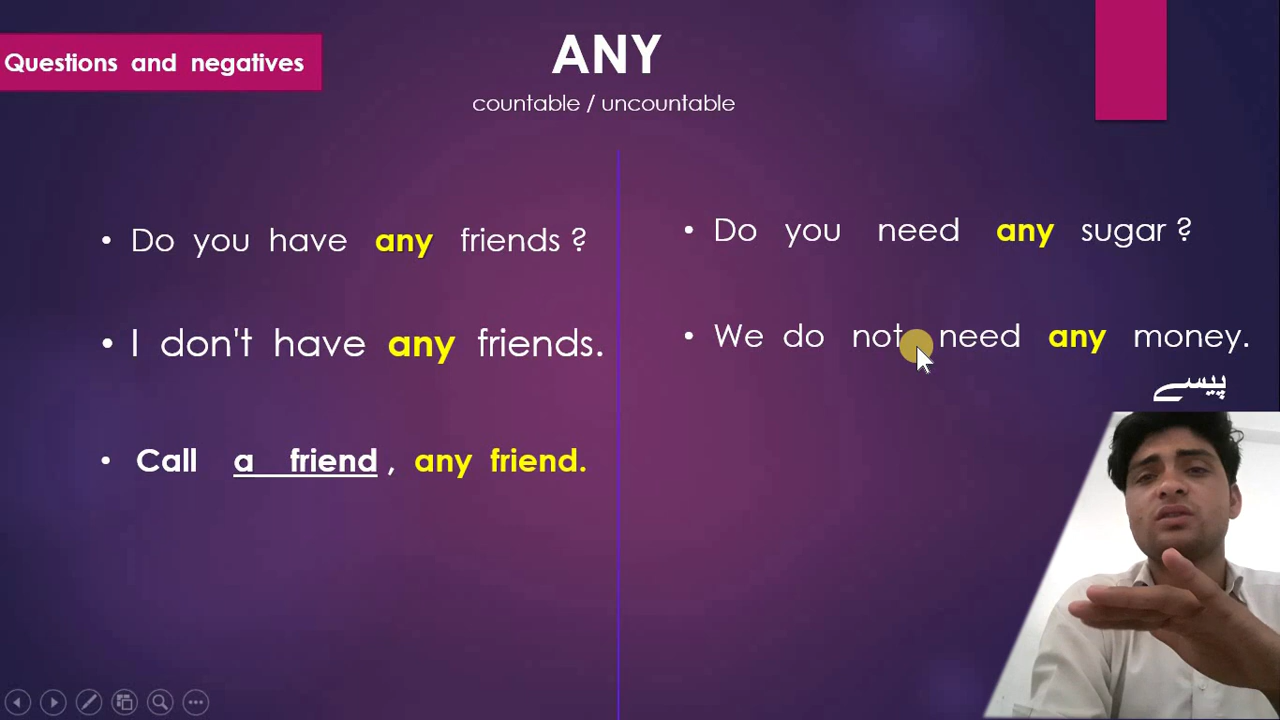 Questions and negatives
ANY
countable / uncountable
• Do you have any friends ?
• I don't have any friends.
• Call a friend , any friend.
• Do you need any sugar ?
• We do not need any money.
پیسے